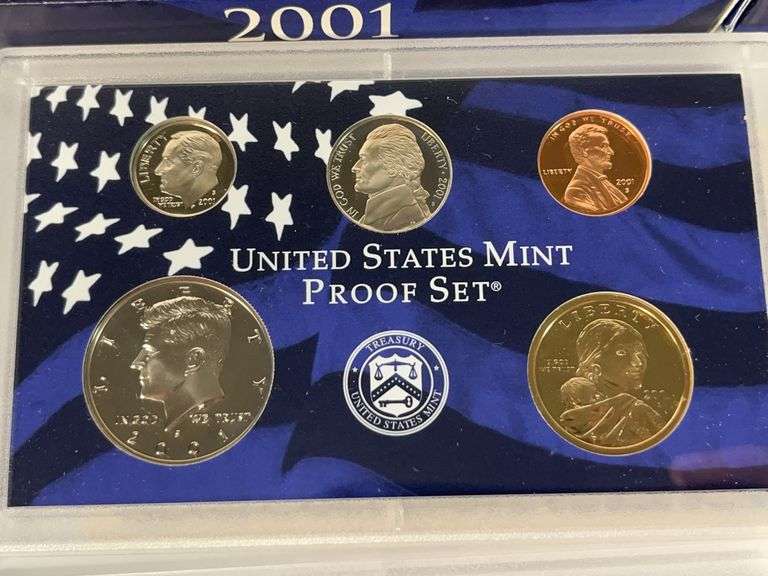 2001
LIBERTY
IN GOD WE TRUST
S
2001
IN GOD WE TRUST
LIBERTY · 2001
IN GOD WE TRUST
LIBERTY
2001
S
UNITED STATES MINT
PROOF SET®
LIBERTY
IN GOD WE TRUST
S
2001
TREASURY
UNITED STATES MINT
LIBERTY
IN GOD
WE TRUST